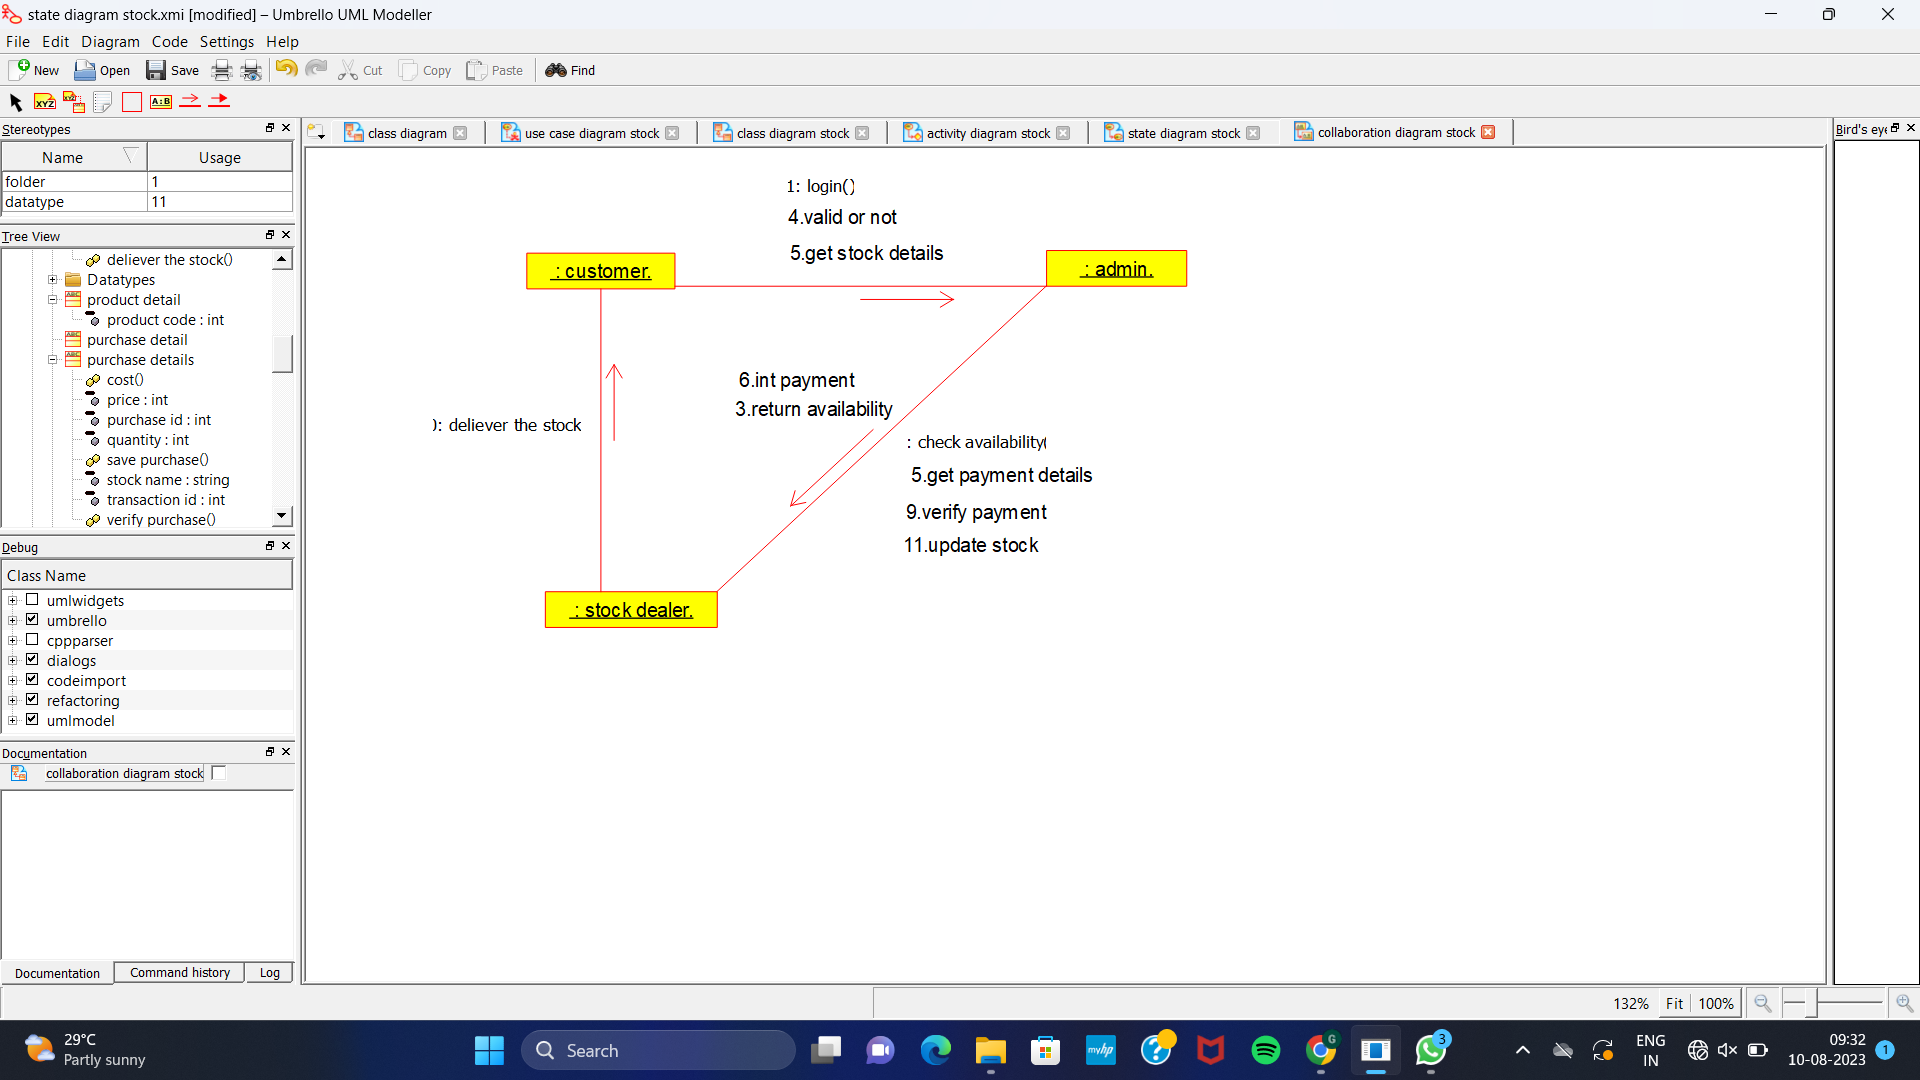 state diagram stock.xmi [modified] – Umbrello UML Modeller
File Edit Diagram Code Settings Help
New Open Save Cut Copy Paste Find
XYZ XYZ A:B
Stereotypes
Name Usage
folder 1
datatype 11
Tree View
deliever the stock()
Datatypes
product detail
product code : int
purchase detail
purchase details
cost()
price : int
purchase id : int
quantity : int
save purchase()
stock name : string
transaction id : int
verify purchase()
Debug
Class Name
umlwidgets
umbrello
cppparser
dialogs
codeimport
refactoring
umlmodel
Documentation
collaboration diagram stock
Documentation Command history Log
class diagram use case diagram stock class diagram stock activity diagram stock state diagram stock collaboration diagram stock
1: login()
4.valid or not
5.get stock details
: customer.
: admin.
6.int payment
3.return availability
): deliever the stock
: check availability(
5.get payment details
9.verify payment
11.update stock
: stock dealer.
Bird's eye
132% Fit 100%
29°C
Partly sunny
Search
myhp
G
3
ENG
IN
09:32
10-08-2023
1